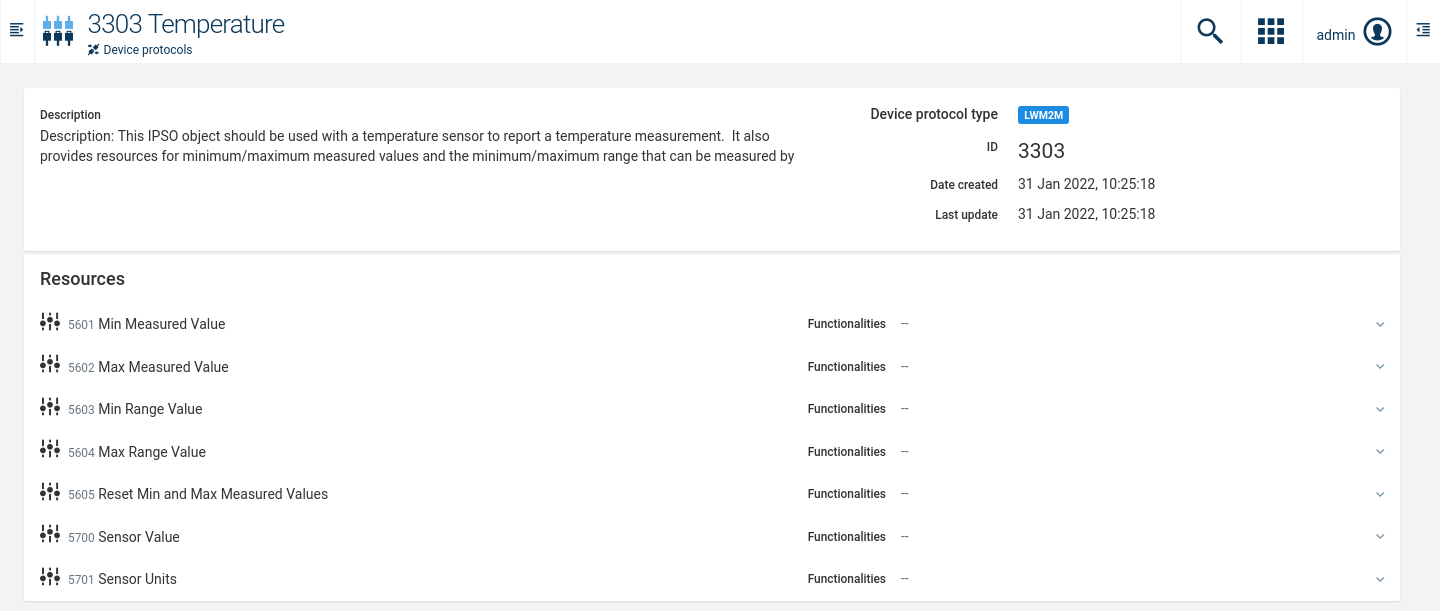 3303 Temperature
Device protocols
admin
Description
Description: This IPSO object should be used with a temperature sensor to report a temperature measurement.  It also
provides resources for minimum/maximum measured values and the minimum/maximum range that can be measured by
Device protocol type LWM2M
ID 3303
Date created 31 Jan 2022, 10:25:18
Last update 31 Jan 2022, 10:25:18
Resources
5601 Min Measured Value Functionalities --
5602 Max Measured Value Functionalities --
5603 Min Range Value Functionalities --
5604 Max Range Value Functionalities --
5605 Reset Min and Max Measured Values Functionalities --
5700 Sensor Value Functionalities --
5701 Sensor Units Functionalities --